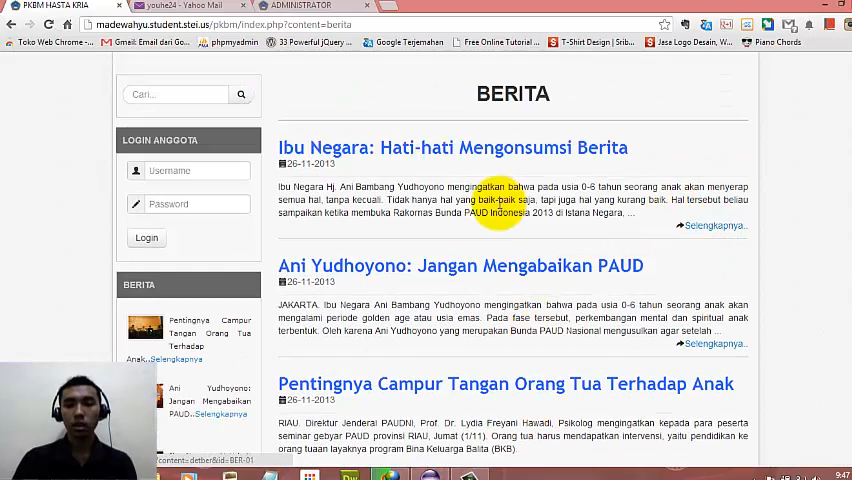 PKBM HASTA KRIA
youhe24 - Yahoo Mail
ADMINISTRATOR
madewahyu.student.stei.us/pkbm/index.php?content=berita
Toko Web Chrome -...
Gmail: Email dari Go...
phpmyadmin
33 Powerful jQuery ...
Google Terjemahan
Free Online Tutorial ...
T-Shirt Design | Srib...
Jasa Logo Desain, W...
Piano Chords
Cari...
LOGIN ANGGOTA
Username
Password
Login
BERITA
Pentingnya Campur
Tangan Orang Tua
Terhadap
Anak..Selengkapnya
Ani Yudhoyono:
Jangan Mengabaikan
PAUD..Selengkapnya
BERITA
Ibu Negara: Hati-hati Mengonsumsi Berita
26-11-2013
Ibu Negara Hj. Ani Bambang Yudhoyono mengingatkan bahwa pada usia 0-6 tahun seorang anak akan menyerap
semua hal, tanpa kecuali. Tidak hanya hal yang baik-baik saja, tapi juga hal yang kurang baik. Hal tersebut beliau
sampaikan ketika membuka Rakornas Bunda PAUD Indonesia 2013 di Istana Negara, ...
Selengkapnya..
Ani Yudhoyono: Jangan Mengabaikan PAUD
26-11-2013
JAKARTA. Ibu Negara Ani Bambang Yudhoyono mengingatkan bahwa pada usia 0-6 tahun seorang anak akan
mengalami periode golden age atau usia emas. Pada fase tersebut, perkembangan mental dan spiritual anak
terbentuk. Oleh karena Ani Yudhoyono yang merupakan Bunda PAUD Nasional mengusulkan agar setelah ...
Selengkapnya..
Pentingnya Campur Tangan Orang Tua Terhadap Anak
26-11-2013
RIAU. Direktur Jenderal PAUDNI, Prof. Dr. Lydia Freyani Hawadi, Psikolog mengingatkan kepada para peserta
seminar gebyar PAUD provinsi RIAU, Jumat (1/11). Orang tua harus mendapatkan intervensi, yaitu pendidikan ke
orang tuaan layaknya program Bina Keluarga Balita (BKB).
?content=detber&id=BER-01
9:47